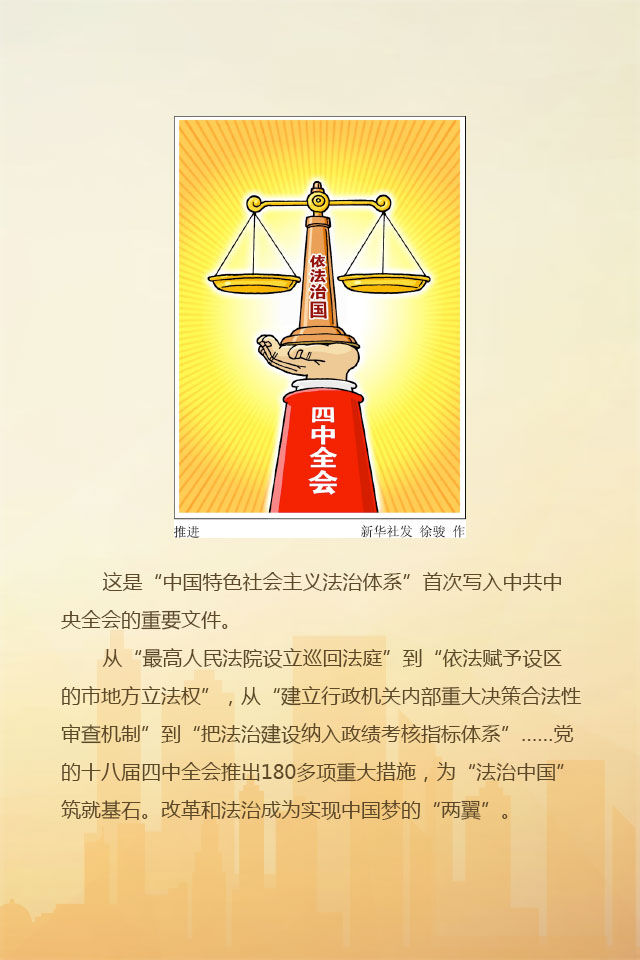 依法治国
四中全会
推进 新华社发 徐骏 作
这是“中国特色社会主义法治体系”首次写入中共中
央全会的重要文件。
从“最高人民法院设立巡回法庭”到“依法赋予设区
的市地方立法权”，从“建立行政机关内部重大决策合法性
审查机制”到“把法治建设纳入政绩考核指标体系”……党
的十八届四中全会推出180多项重大措施，为“法治中国”
筑就基石。改革和法治成为实现中国梦的“两翼”。